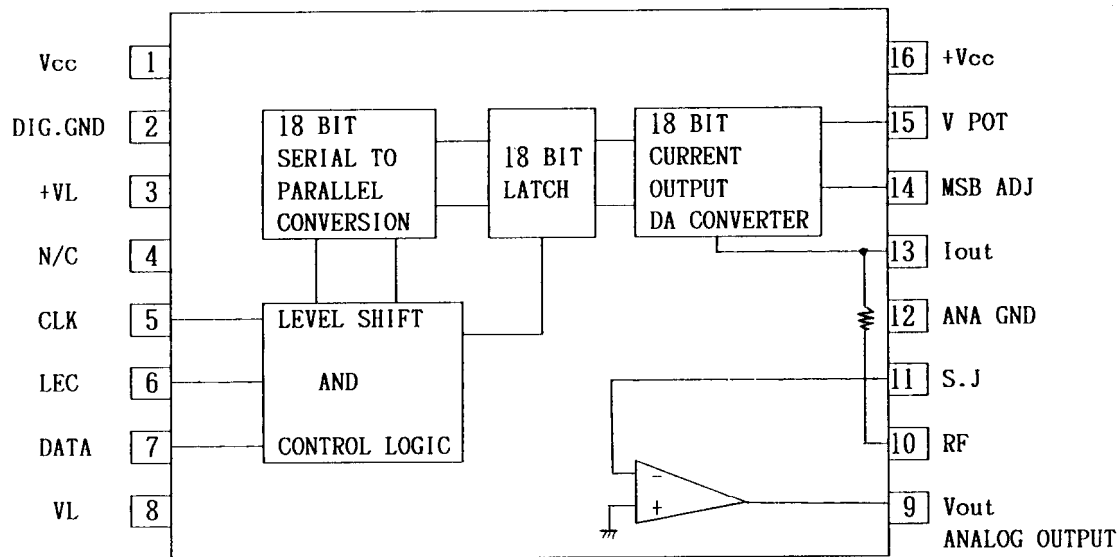 Vcc 1
DIG.GND 2
+VL 3
N/C 4
CLK 5
LEC 6
DATA 7
VL 8
18 BIT
SERIAL TO
PARALLEL
CONVERSION
18 BIT
LATCH
18 BIT
CURRENT
OUTPUT
DA CONVERTER
LEVEL SHIFT
AND
CONTROL LOGIC
-
+
16 +Vcc
15 V POT
14 MSB ADJ
13 Iout
12 ANA GND
11 S.J
10 RF
9 Vout
ANALOG OUTPUT